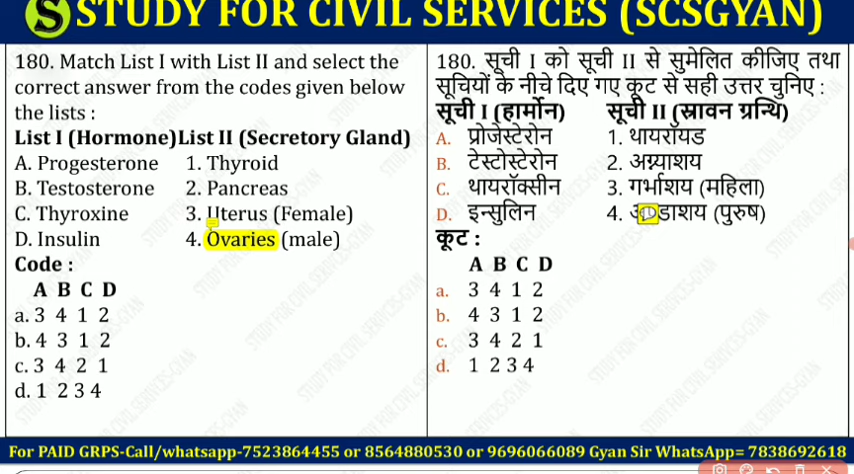 STUDY FOR CIVIL SERVICES (SCSGYAN)
180. Match List I with List II and select the
correct answer from the codes given below
the lists :
List I (Hormone)List II (Secretory Gland)
A. Progesterone 1. Thyroid
B. Testosterone 2. Pancreas
C. Thyroxine 3. Uterus (Female)
D. Insulin 4. Ovaries (male)
Code :
A B C D
a. 3 4 1 2
b. 4 3 1 2
c. 3 4 2 1
d. 1 2 3 4
180. सूची I को सूची II से सुमेलित कीजिए तथा
सूचियों के नीचे दिए गए कूट से सही उत्तर चुनिए :
सूची I (हार्मोन) सूची II (स्रावन ग्रन्थि)
A. प्रोजेस्टेरोन 1. थायरॉयड
B. टेस्टोस्टेरोन 2. अग्न्याशय
C. थायरॉक्सीन 3. गर्भाशय (महिला)
D. इन्सुलिन 4. (पुरुष)
कूट :
A B C D
a. 3 4 1 2
b. 4 3 1 2
c. 3 4 2 1
d. 1 2 3 4
For PAID GRPS-Call/whatsapp-7523864455 or 8564880530 or 9696066089 Gyan Sir WhatsApp= 7838692618